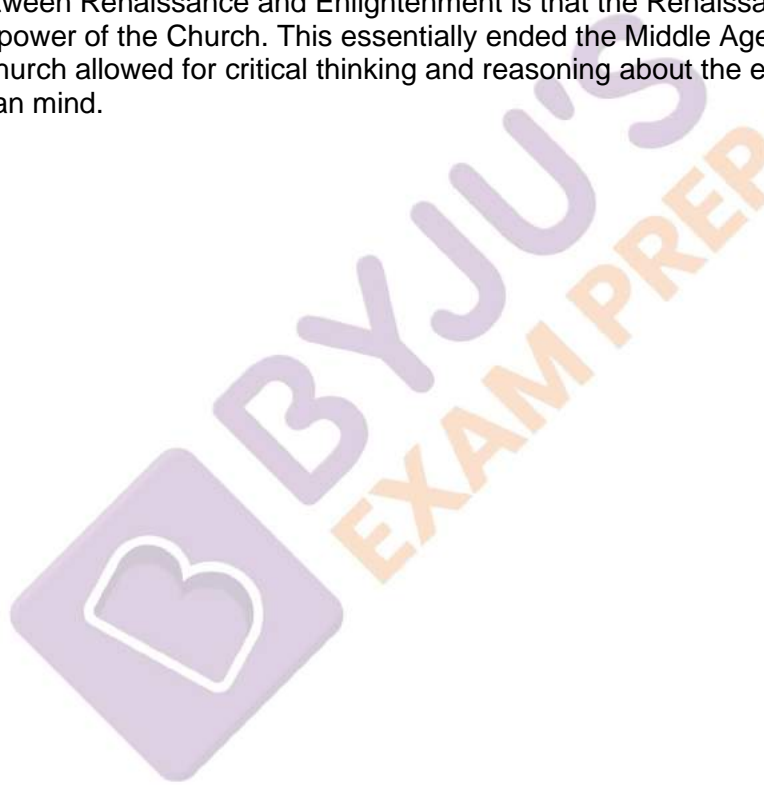 tween Renaissance and Enlightenment is that the Renaissa
power of the Church. This essentially ended the Middle Age
hurch allowed for critical thinking and reasoning about the e
an mind.
BYJU'S
EXAM PREP